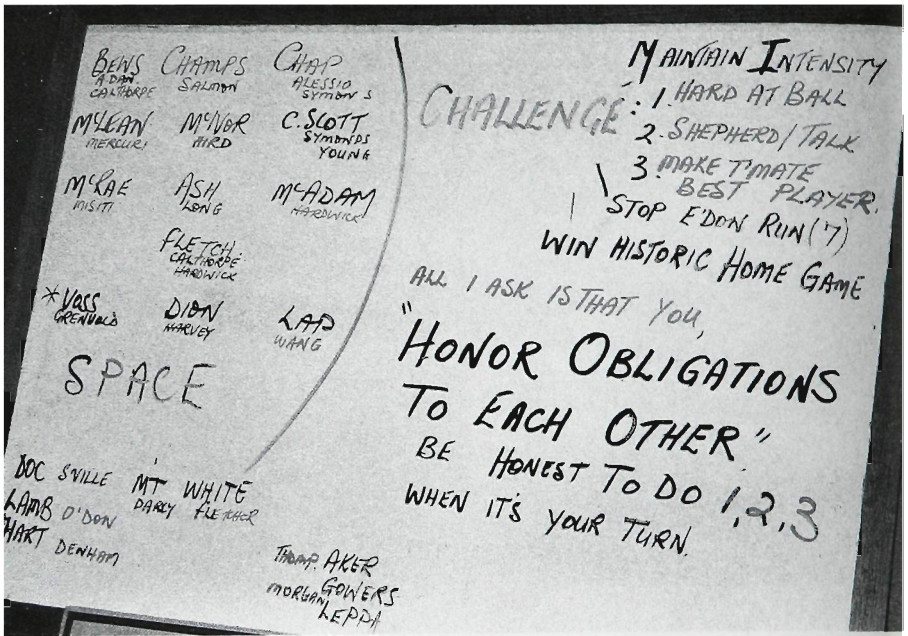 BEWS
A.DAN
CALTHORPE
CHAMPS
SALMON
CHAP
ALESSIO
SYMONS
McLEAN
MERCURI
McIVOR
HIRD
C.SCOTT
SYMONDS
YOUNG
McRAE
MISITI
ASH
LONG
McADAM
HARDWICK
FLETCH.
CALTHORPE
HARDWICK
*VOSS
GRENVOLD
DION
HARVEY
LAP
WANG
SPACE
DOC SVILLE
LAMB O'DON
HART DENHAM
MT
DARCY
WHITE
FLETCHER
THOMP. AKER
MORGAN GOWERS
LEPPA
MAINTAIN INTENSITY
CHALLENGE: 1. HARD AT BALL
2. SHEPHERD/TALK
3. MAKE T'MATE
BEST PLAYER.
STOP E'DON RUN (7)
WIN HISTORIC HOME GAME
ALL I ASK IS THAT YOU,
"HONOR OBLIGATIONS
TO EACH OTHER"
BE HONEST TO DO 1,2,3
WHEN IT'S YOUR TURN.